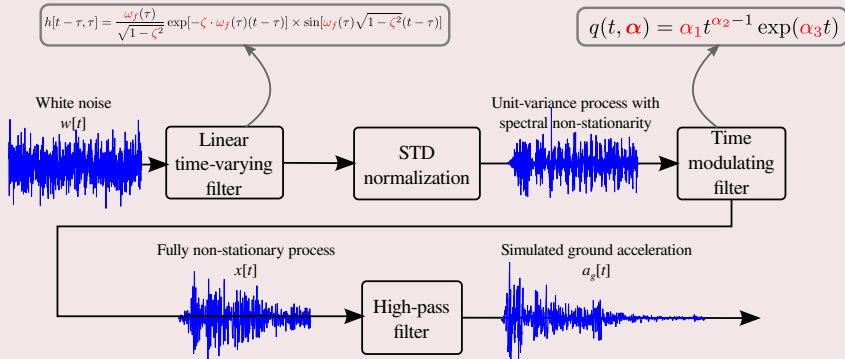 h[t − τ, τ] = ω_f(τ)/√(1 − ζ²) exp[−ζ · ω_f(τ)(t − τ)] × sin[ω_f(τ)√(1 − ζ²)(t − τ)]
q(t, α) = α₁t^(α₂−1) exp(α₃t)
White noise
w[t]
Unit-variance process with
spectral non-stationarity
Linear
time-varying
filter
STD
normalization
Time
modulating
filter
Fully non-stationary process
x[t]
Simulated ground acceleration
a_g[t]
High-pass
filter